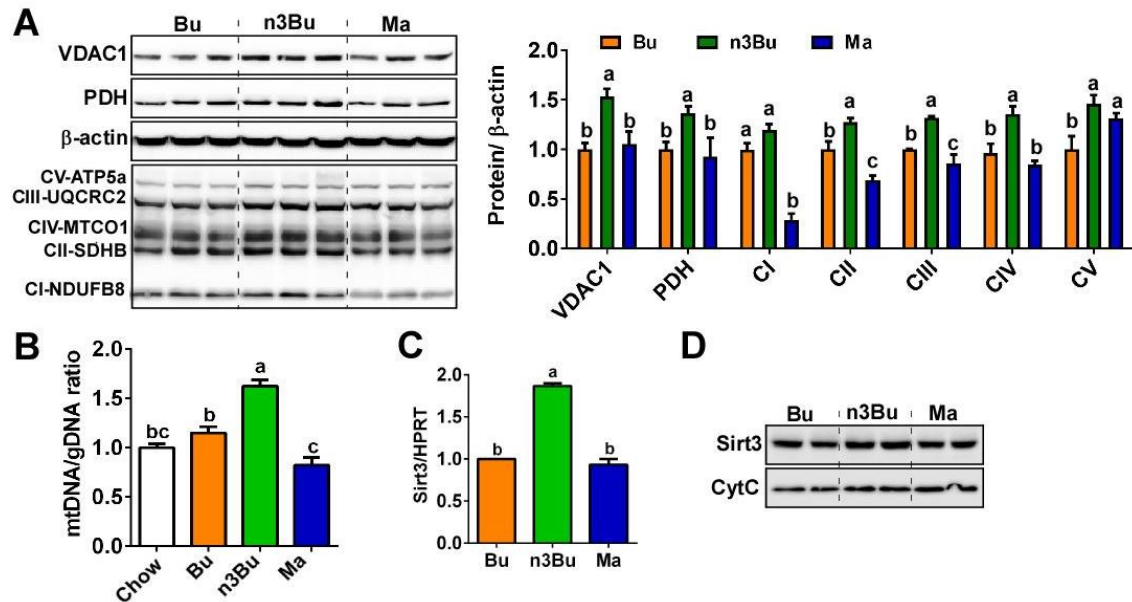 A
Bu n3Bu Ma
VDAC1
PDH
β-actin
CV-ATP5a
CIII-UQCRC2
CIV-MTCO1
CII-SDHB
CI-NDUFB8
Bu n3Bu Ma
Protein/ β-actin
2.0
1.5
1.0
0.5
0.0
b a b b a b a a b b a c b a c b a b b a a
VDAC1 PDH CI CII CIII CIV CV
B
mtDNA/gDNA ratio
2.0
1.5
1.0
0.5
0.0
bc b a c
Chow Bu n3Bu Ma
C
Sirt3/HPRT
2.0
1.5
1.0
0.5
0.0
b a b
Bu n3Bu Ma
D
Bu n3Bu Ma
Sirt3
CytC